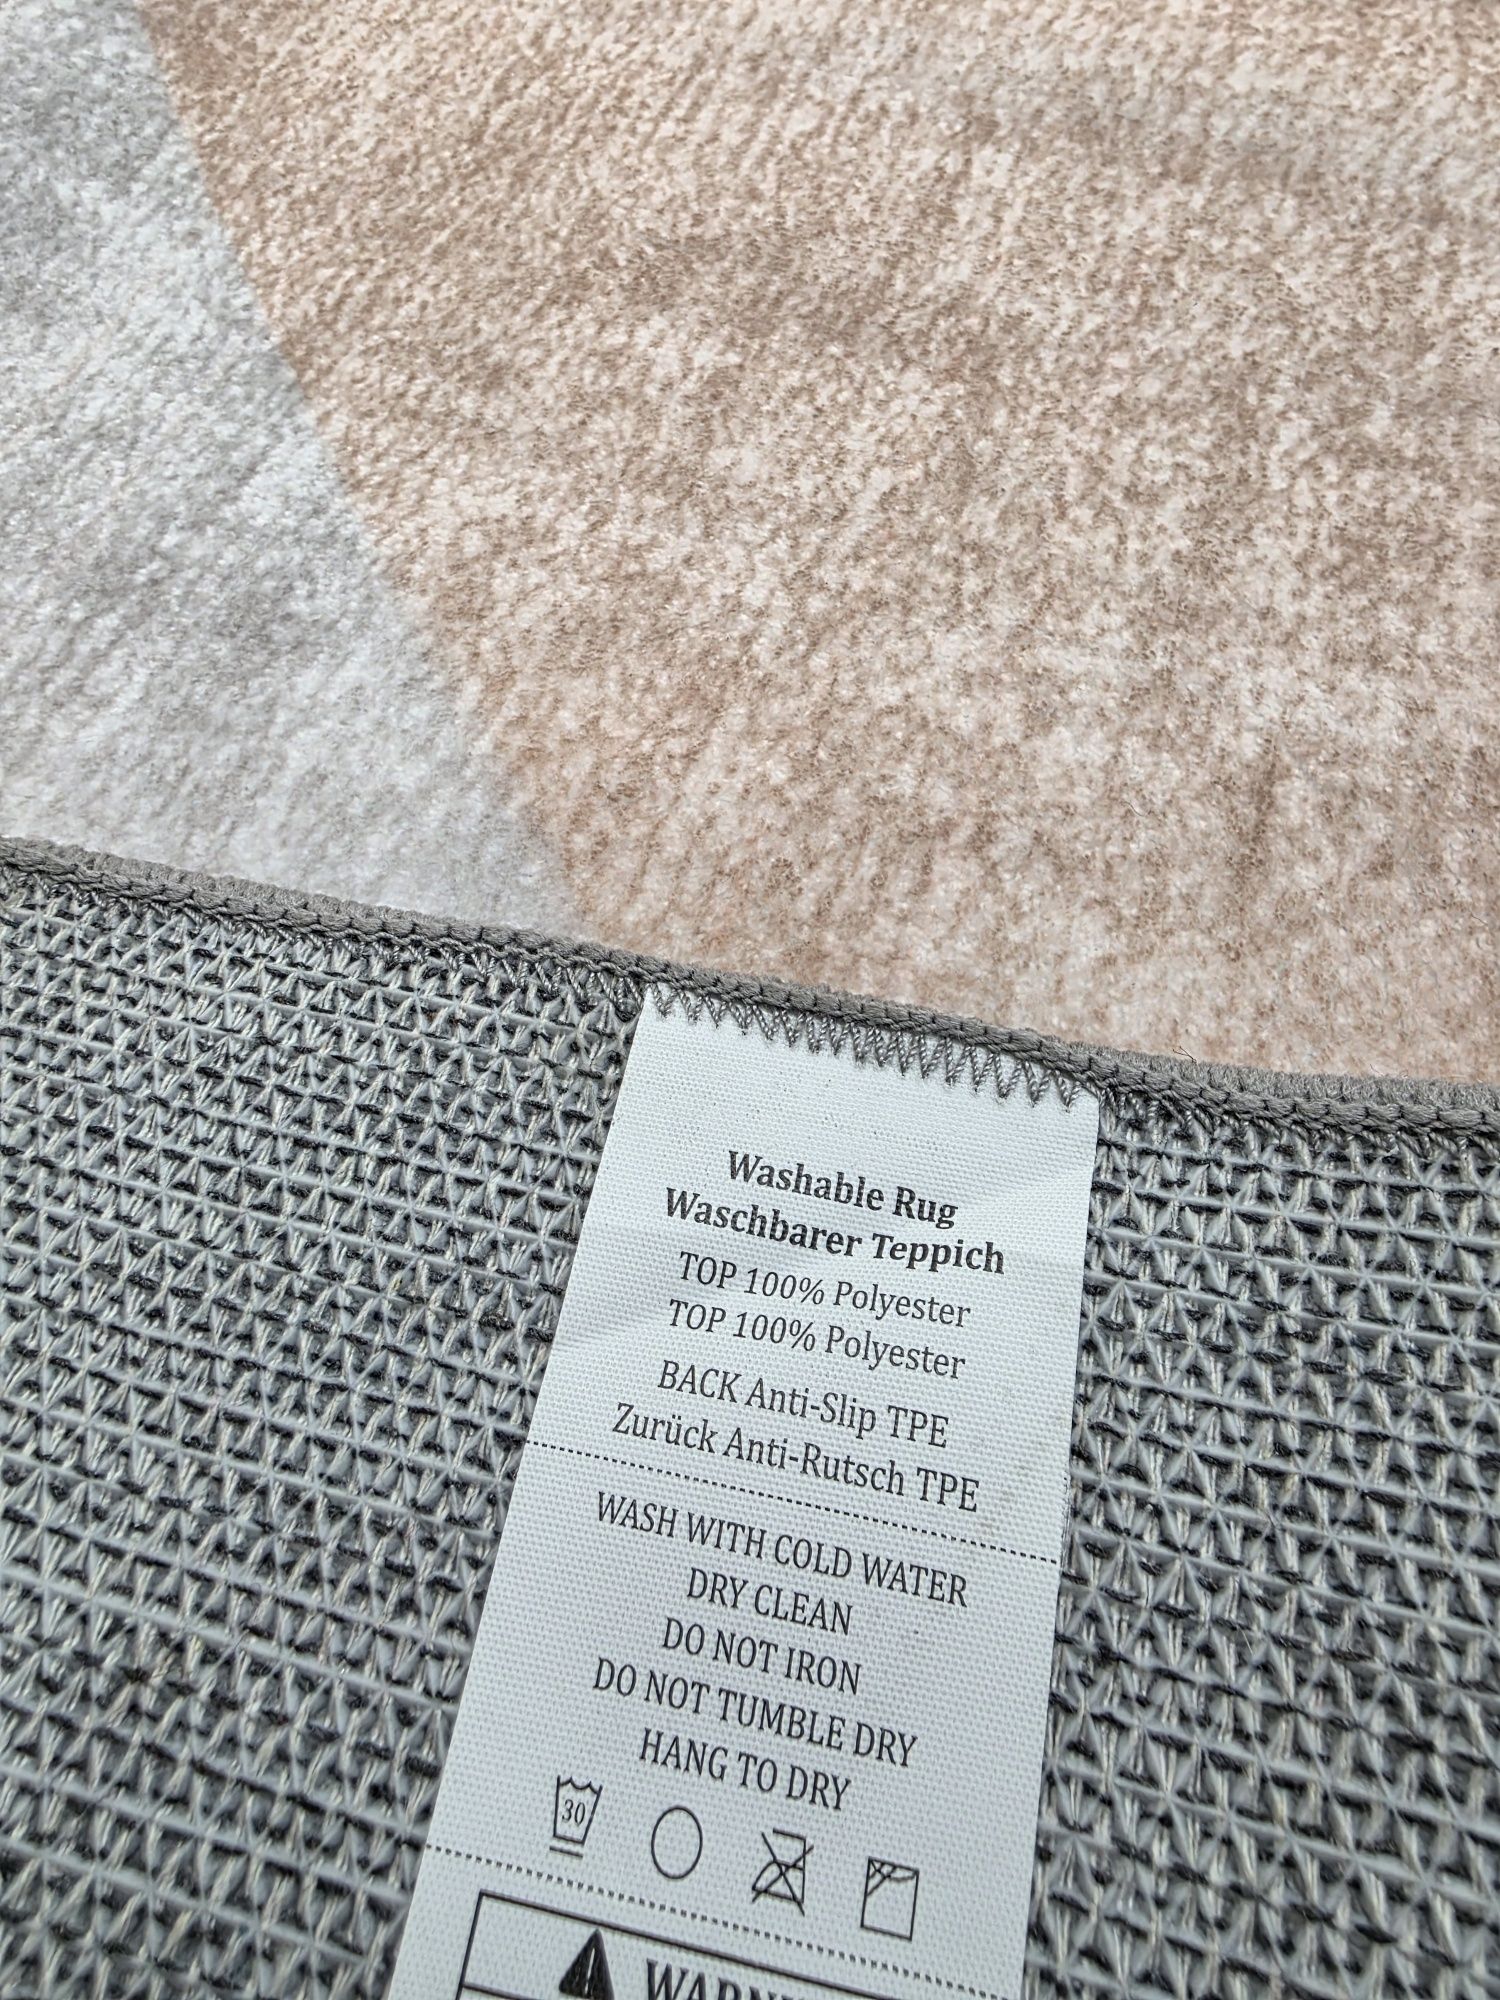 Washable Rug
Waschbarer Teppich
TOP 100% Polyester
TOP 100% Polyester
BACK Anti-Slip TPE
Zurück Anti-Rutsch TPE
WASH WITH COLD WATER
DRY CLEAN
DO NOT IRON
DO NOT TUMBLE DRY
HANG TO DRY
30